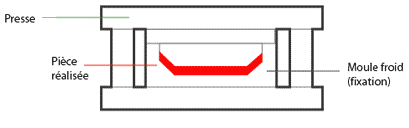 Presse
Pièce
réalisée
Moule froid
(fixation)